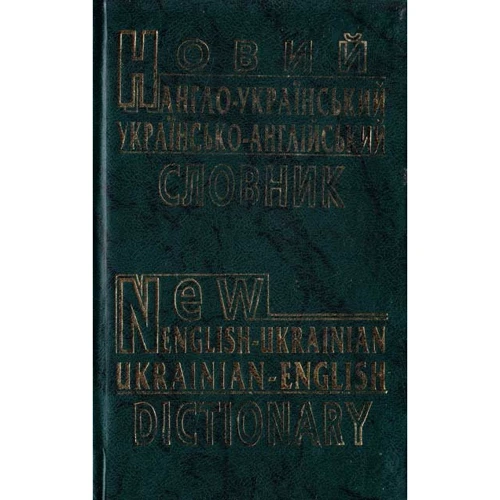 НОВИЙ
АНГЛО-УКРАЇНСЬКИЙ
УКРАЇНСЬКО-АНГЛІЙСЬКИЙ
СЛОВНИК
New
ENGLISH-UKRAINIAN
UKRAINIAN-ENGLISH
DICTIONARY